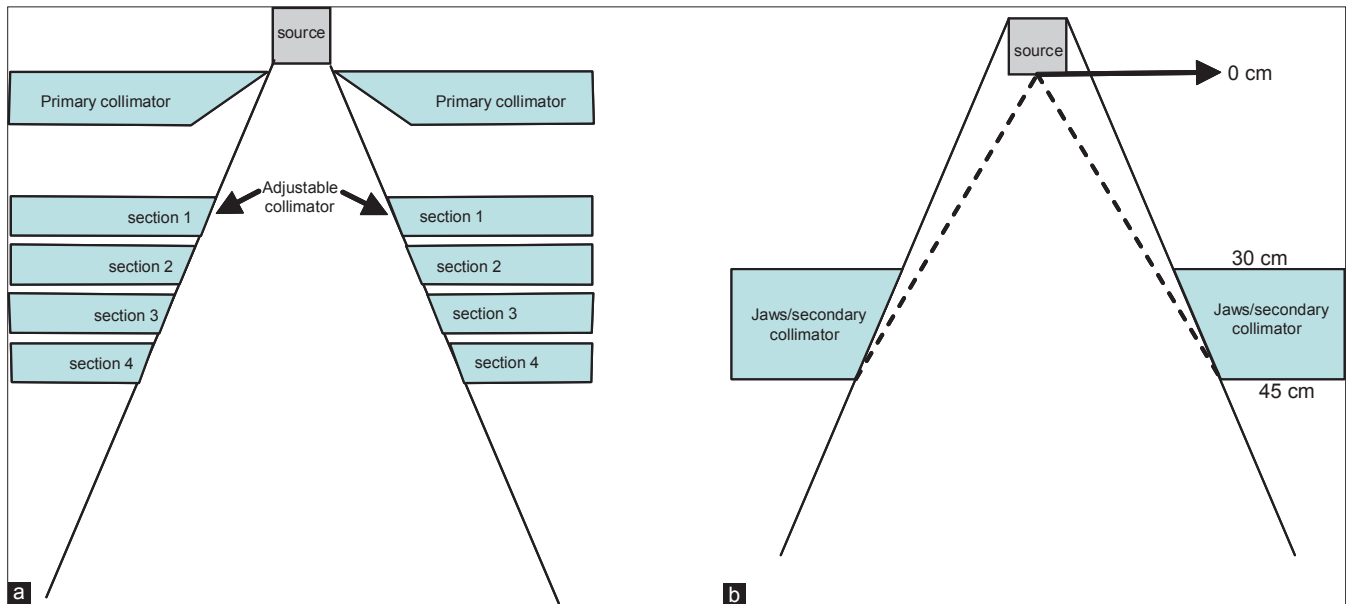 source
Primary collimator
Primary collimator
Adjustable
collimator
section 1
section 1
section 2
section 2
section 3
section 3
section 4
section 4
a
source
0 cm
30 cm
Jaws/secondary
collimator
Jaws/secondary
collimator
45 cm
b